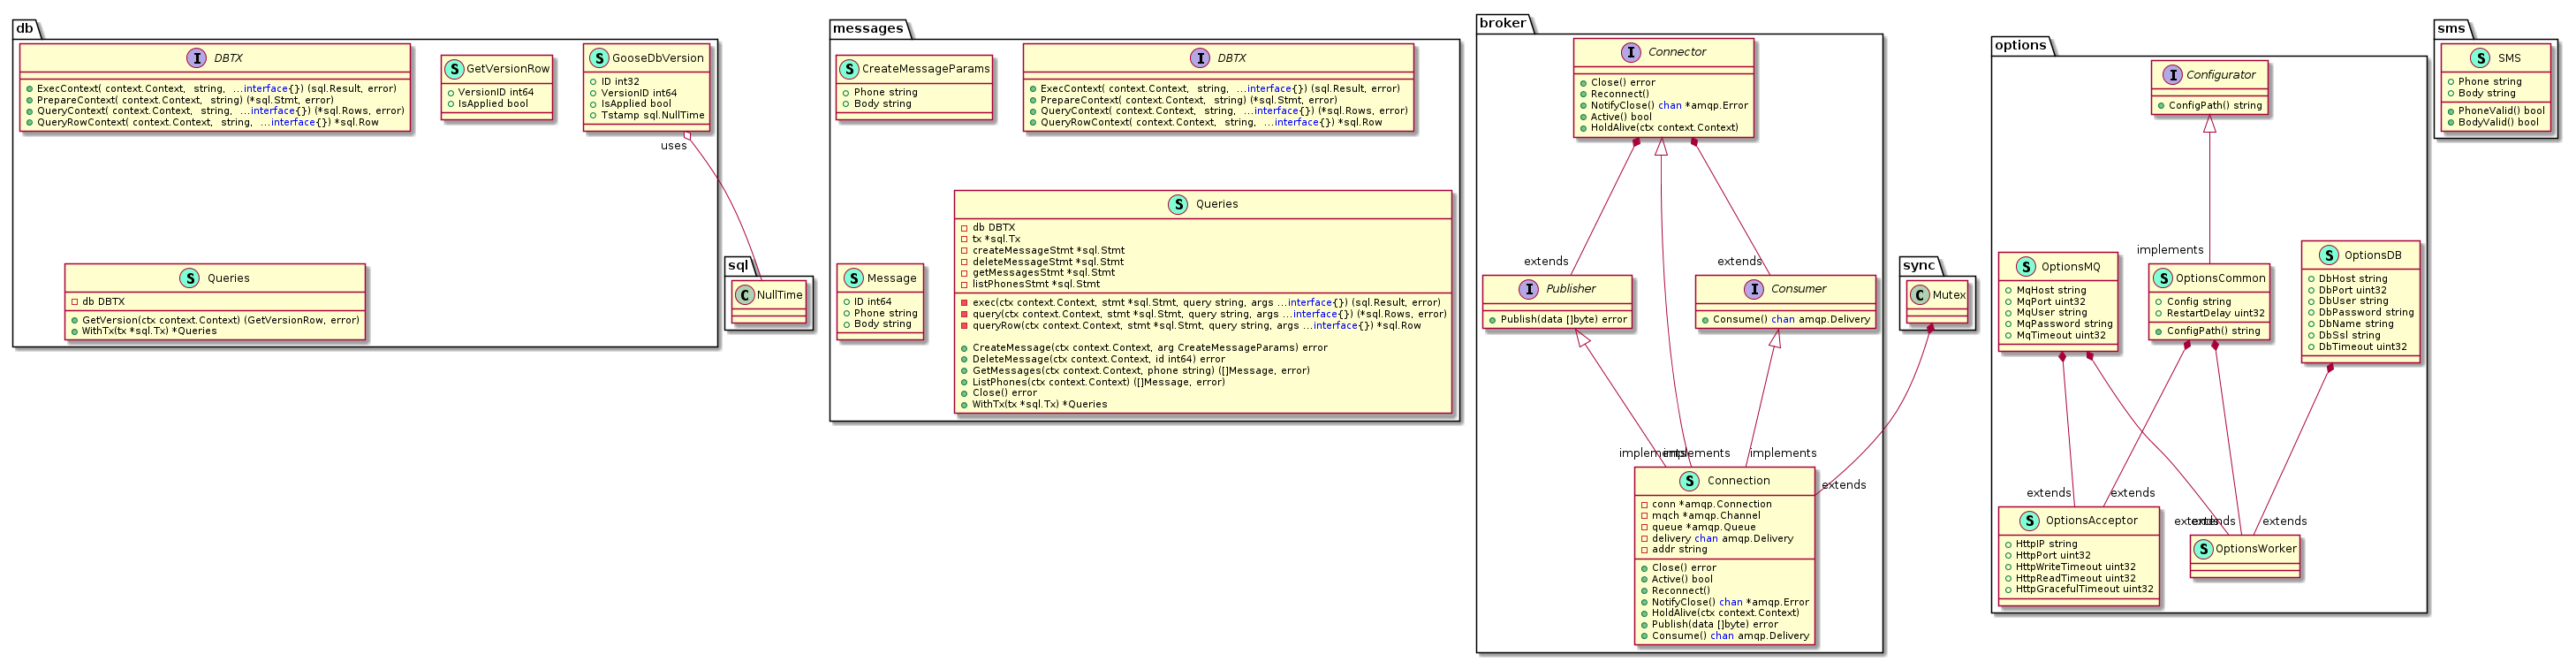 db
DBTX
ExecContext( context.Context,  string,  ...interface{}) (sql.Result, error)
PrepareContext( context.Context,  string) (*sql.Stmt, error)
QueryContext( context.Context,  string,  ...interface{}) (*sql.Rows, error)
QueryRowContext( context.Context,  string,  ...interface{}) *sql.Row
GetVersionRow
VersionID int64
IsApplied bool
GooseDbVersion
ID int32
VersionID int64
IsApplied bool
Tstamp sql.NullTime
uses
Queries
db DBTX
GetVersion(ctx context.Context) (GetVersionRow, error)
WithTx(tx *sql.Tx) *Queries
sql
NullTime
messages
CreateMessageParams
Phone string
Body string
DBTX
ExecContext( context.Context,  string,  ...interface{}) (sql.Result, error)
PrepareContext( context.Context,  string) (*sql.Stmt, error)
QueryContext( context.Context,  string,  ...interface{}) (*sql.Rows, error)
QueryRowContext( context.Context,  string,  ...interface{}) *sql.Row
Message
ID int64
Phone string
Body string
Queries
db DBTX
tx *sql.Tx
createMessageStmt *sql.Stmt
deleteMessageStmt *sql.Stmt
getMessagesStmt *sql.Stmt
listPhonesStmt *sql.Stmt
exec(ctx context.Context, stmt *sql.Stmt, query string, args ...interface{}) (sql.Result, error)
query(ctx context.Context, stmt *sql.Stmt, query string, args ...interface{}) (*sql.Rows, error)
queryRow(ctx context.Context, stmt *sql.Stmt, query string, args ...interface{}) *sql.Row
CreateMessage(ctx context.Context, arg CreateMessageParams) error
DeleteMessage(ctx context.Context, id int64) error
GetMessages(ctx context.Context, phone string) ([]Message, error)
ListPhones(ctx context.Context) ([]Message, error)
Close() error
WithTx(tx *sql.Tx) *Queries
broker
Connector
Close() error
Reconnect()
NotifyClose() chan *amqp.Error
Active() bool
HoldAlive(ctx context.Context)
extends
extends
Publisher
Publish(data []byte) error
Consumer
Consume() chan amqp.Delivery
implements
implements
implements
extends
Connection
conn *amqp.Connection
mqch *amqp.Channel
queue *amqp.Queue
delivery chan amqp.Delivery
addr string
Close() error
Active() bool
Reconnect()
NotifyClose() chan *amqp.Error
HoldAlive(ctx context.Context)
Publish(data []byte) error
Consume() chan amqp.Delivery
sync
Mutex
options
Configurator
ConfigPath() string
implements
OptionsMQ
MqHost string
MqPort uint32
MqUser string
MqPassword string
MqTimeout uint32
OptionsCommon
Config string
RestartDelay uint32
ConfigPath() string
OptionsDB
DbHost string
DbPort uint32
DbUser string
DbPassword string
DbName string
DbSsl string
DbTimeout uint32
extends
extends
extends
extends
extends
OptionsAcceptor
HttpIP string
HttpPort uint32
HttpWriteTimeout uint32
HttpReadTimeout uint32
HttpGracefulTimeout uint32
OptionsWorker
sms
SMS
Phone string
Body string
PhoneValid() bool
BodyValid() bool